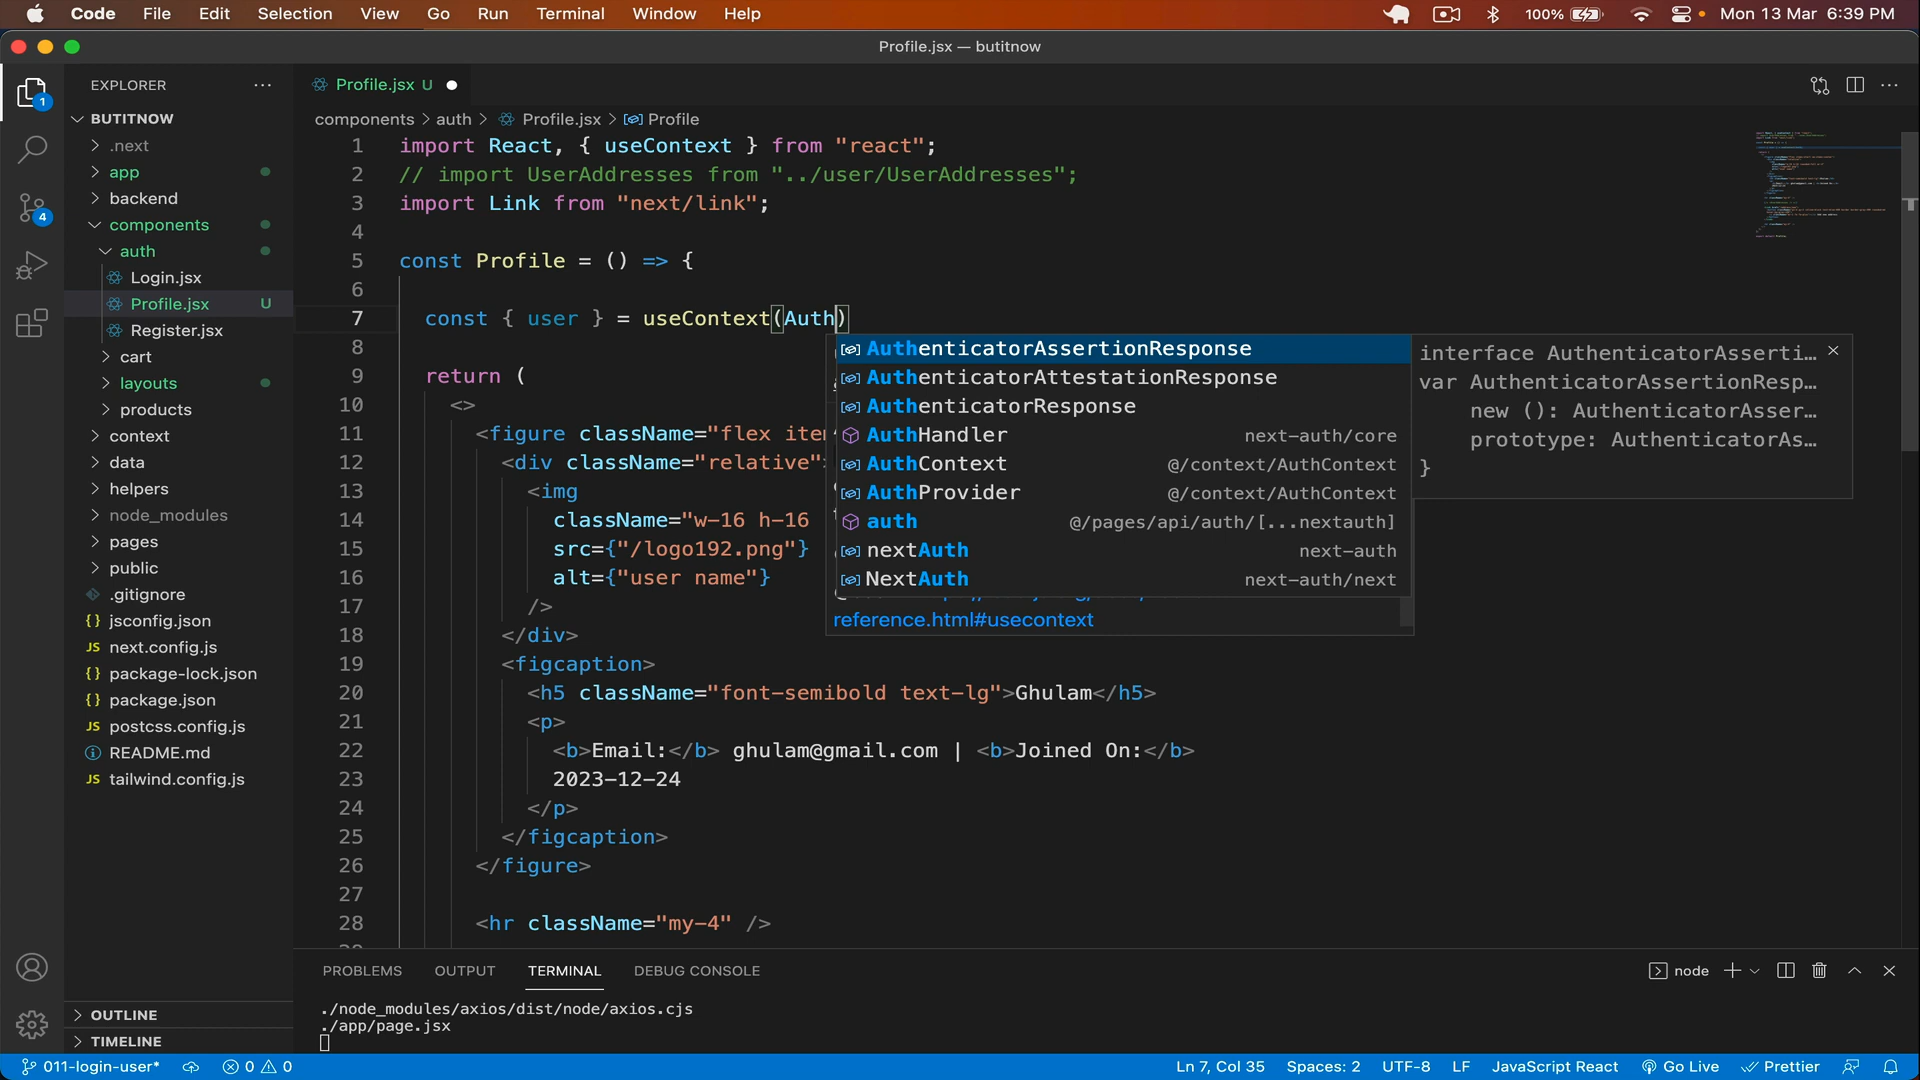 Code File Edit Selection View Go Run Terminal Window Help 100% Mon 13 Mar 6:39 PM
Profile.jsx — butitnow
EXPLORER
BUTITNOW
.next
app
backend
components
auth
Login.jsx
Profile.jsx U
Register.jsx
cart
layouts
products
context
data
helpers
node_modules
pages
public
.gitignore
{} jsconfig.json
JS next.config.js
{} package-lock.json
{} package.json
JS postcss.config.js
README.md
JS tailwind.config.js
OUTLINE
TIMELINE
1
4
Profile.jsx U
components > auth > Profile.jsx > Profile
1 import React, { useContext } from "react";
2 // import UserAddresses from "../user/UserAddresses";
3 import Link from "next/link";
4
5 const Profile = () => {
6
7 const { user } = useContext(Auth)
8
9 return (
10 <>
11 <figure className="flex item
12 <div className="relative">
13 <img
14 className="w-16 h-16
15 src={"/logo192.png"}
16 alt={"user name"}
17 />
18 </div>
19 <figcaption>
20 <h5 className="font-semibold text-lg">Ghulam</h5>
21 <p>
22 <b>Email:</b> ghulam@gmail.com | <b>Joined On:</b>
23 2023-12-24
24 </p>
25 </figcaption>
26 </figure>
27
28 <hr className="my-4" />
AuthenticatorAssertionResponse
AuthenticatorAttestationResponse
AuthenticatorResponse
AuthHandler next-auth/core
AuthContext @/context/AuthContext
AuthProvider @/context/AuthContext
auth @/pages/api/auth/[...nextauth]
nextAuth next-auth
NextAuth next-auth/next
reference.html#usecontext
interface AuthenticatorAsserti…
var AuthenticatorAssertionResp…
new (): AuthenticatorAsser…
prototype: AuthenticatorAs…
}
PROBLEMS OUTPUT TERMINAL DEBUG CONSOLE node
./node_modules/axios/dist/node/axios.cjs
./app/page.jsx
011-login-user* 0 0 Ln 7, Col 35 Spaces: 2 UTF-8 LF JavaScript React Go Live Prettier